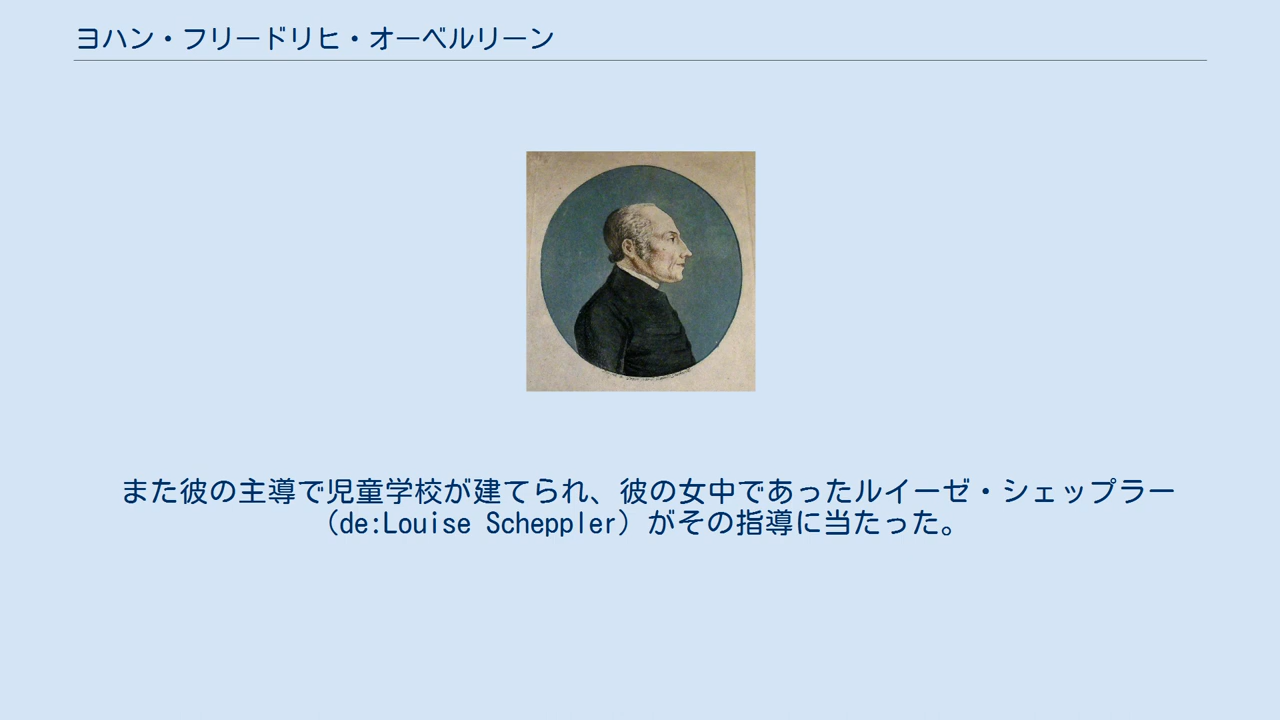 ヨハン・フリードリヒ・オーベルリーン
また彼の主導で児童学校が建てられ、彼の女中であったルイーゼ・シェップラー
（de:Louise Scheppler）がその指導に当たった。